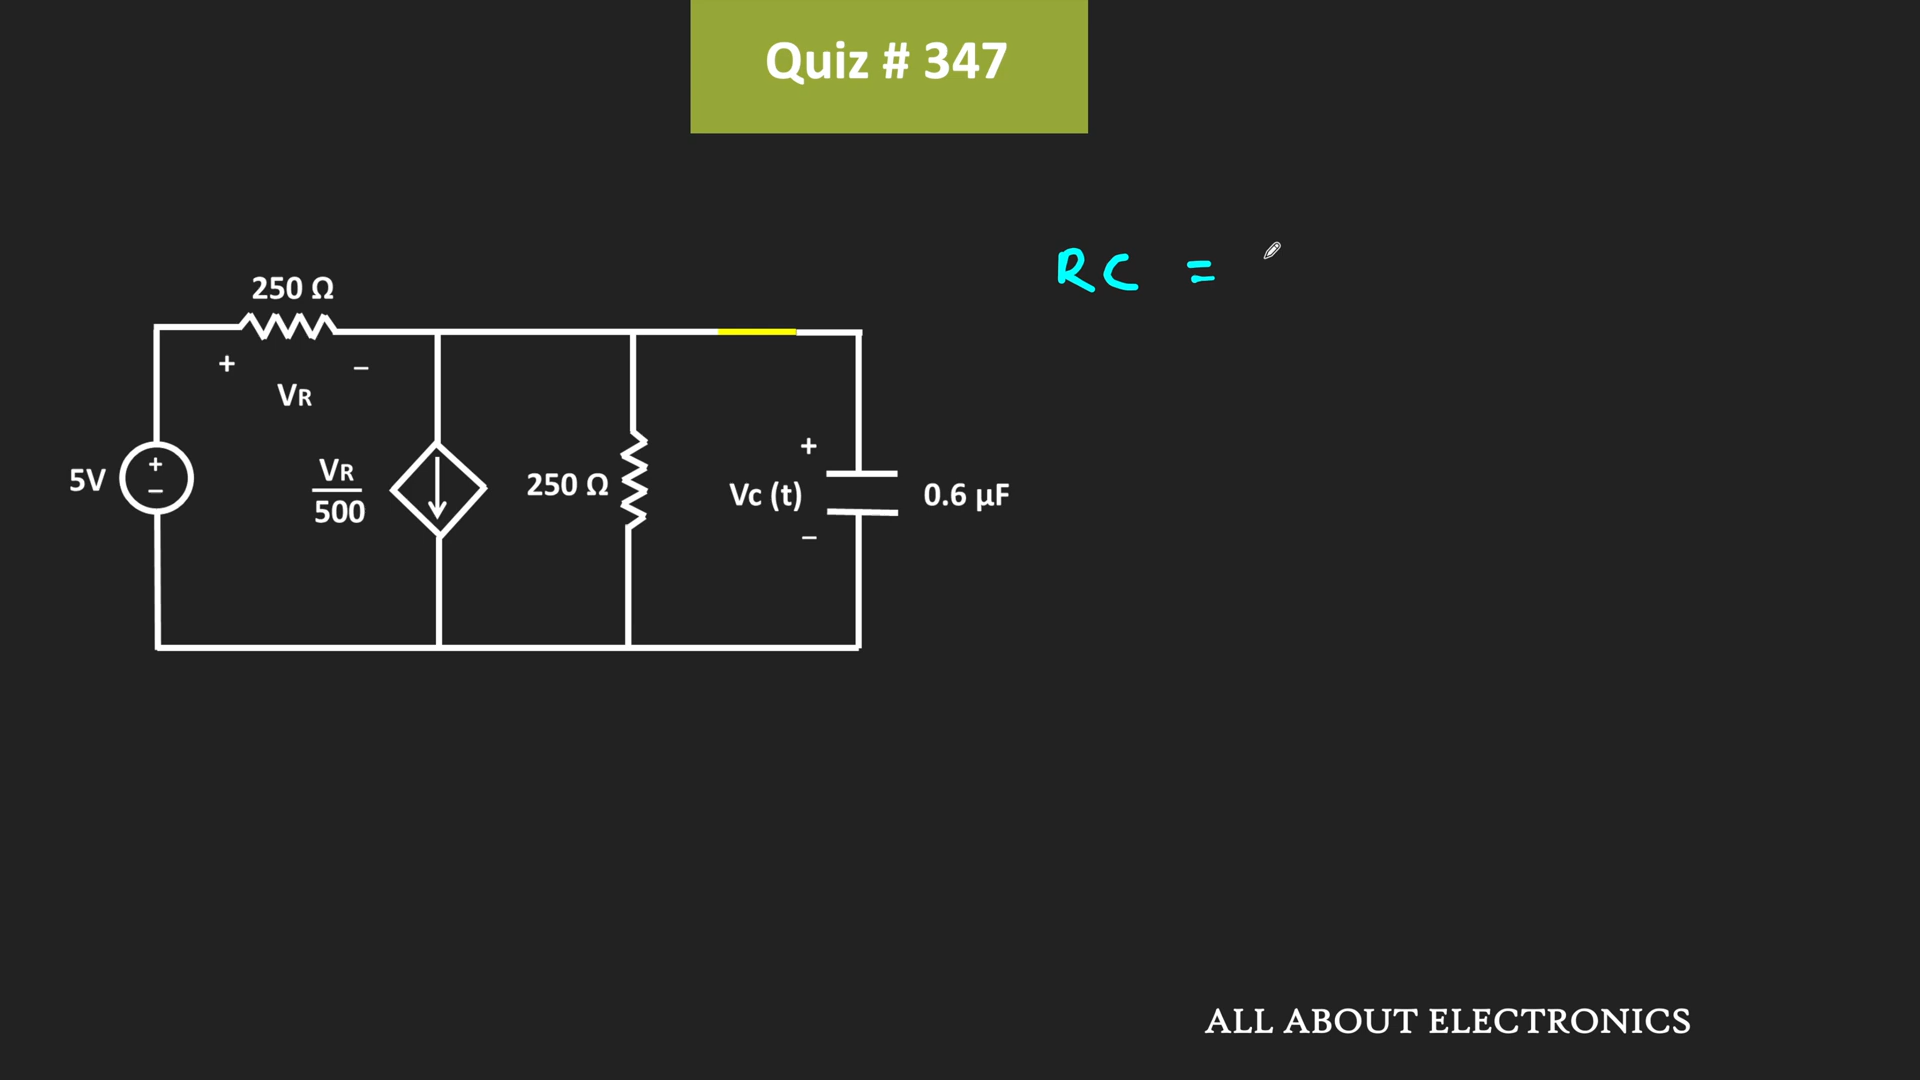 Quiz # 347
RC =
250 Ω
+ −
VR
5V
+
−
VR
500
250 Ω
+
Vc (t)
−
0.6 µF
ALL ABOUT ELECTRONICS